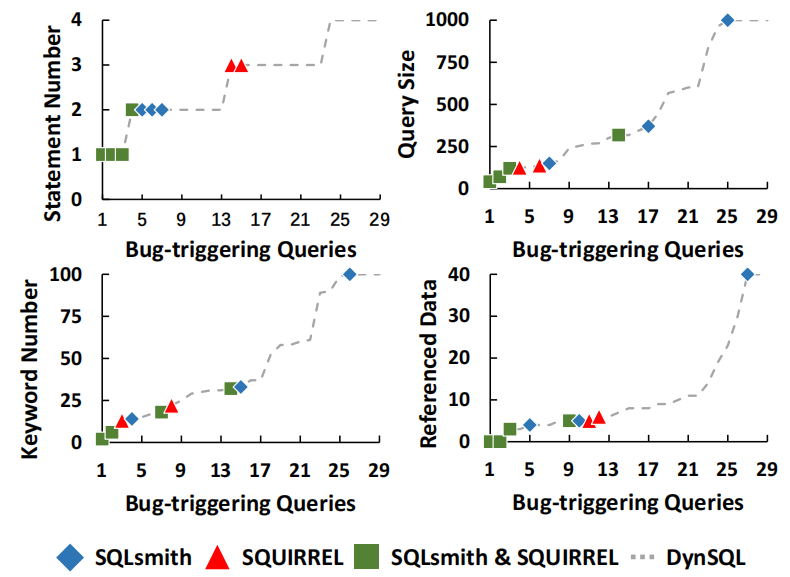 4
3
2
1
0
Statement Number
1 5 9 13 17 21 25 29
Bug-triggering Queries
1000
750
500
250
0
Query Size
1 5 9 13 17 21 25 29
Bug-triggering Queries
100
75
50
25
0
Keyword Number
1 5 9 13 17 21 25 29
Bug-triggering Queries
40
30
20
10
0
Referenced Data
1 5 9 13 17 21 25 29
Bug-triggering Queries
SQLsmith SQUIRREL SQLsmith & SQUIRREL DynSQL